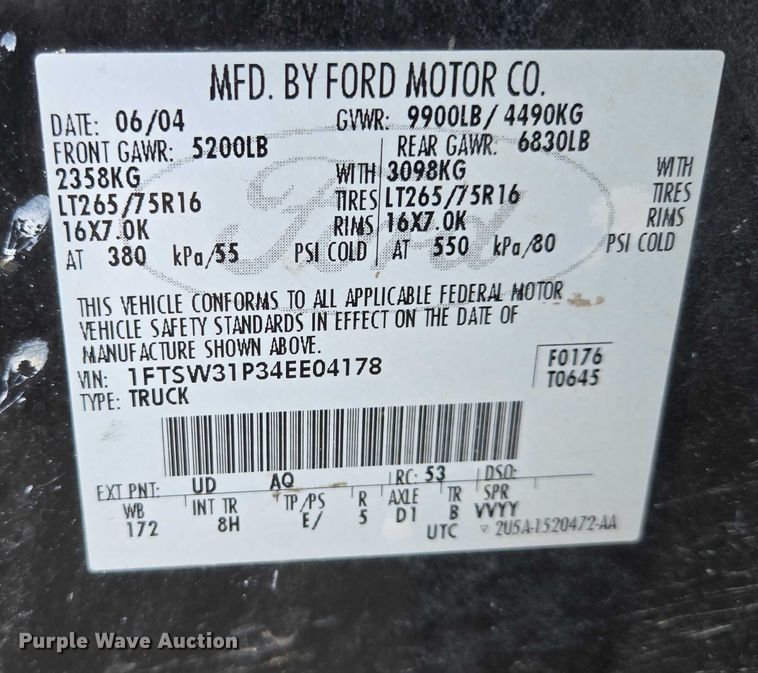 MFD. BY FORD MOTOR CO.
DATE: 06/04 GVWR: 9900LB/ 4490KG
FRONT GAWR: 5200LB REAR GAWR: 6830LB
2358KG WITH 3098KG WITH
LT265/75R16 TIRES LT265/75R16 TIRES
16X7.0K RIMS 16X7.0K RIMS
AT 380 kPa/55 PSI COLD AT 550 kPa/80 PSI COLD
Ford
THIS VEHICLE CONFORMS TO ALL APPLICABLE FEDERAL MOTOR
VEHICLE SAFETY STANDARDS IN EFFECT ON THE DATE OF
MANUFACTURE SHOWN ABOVE.
VIN: 1FTSW31P34EE04178 F0176
TYPE: TRUCK T0645
EXT PNT: UD AQ RC: 53 DSO:
WB INT TR TP/PS R AXLE TR SPR
172 8H E/ 5 D1 B VVYY
UTC 2U5A-1520472-AA
Purple Wave Auction